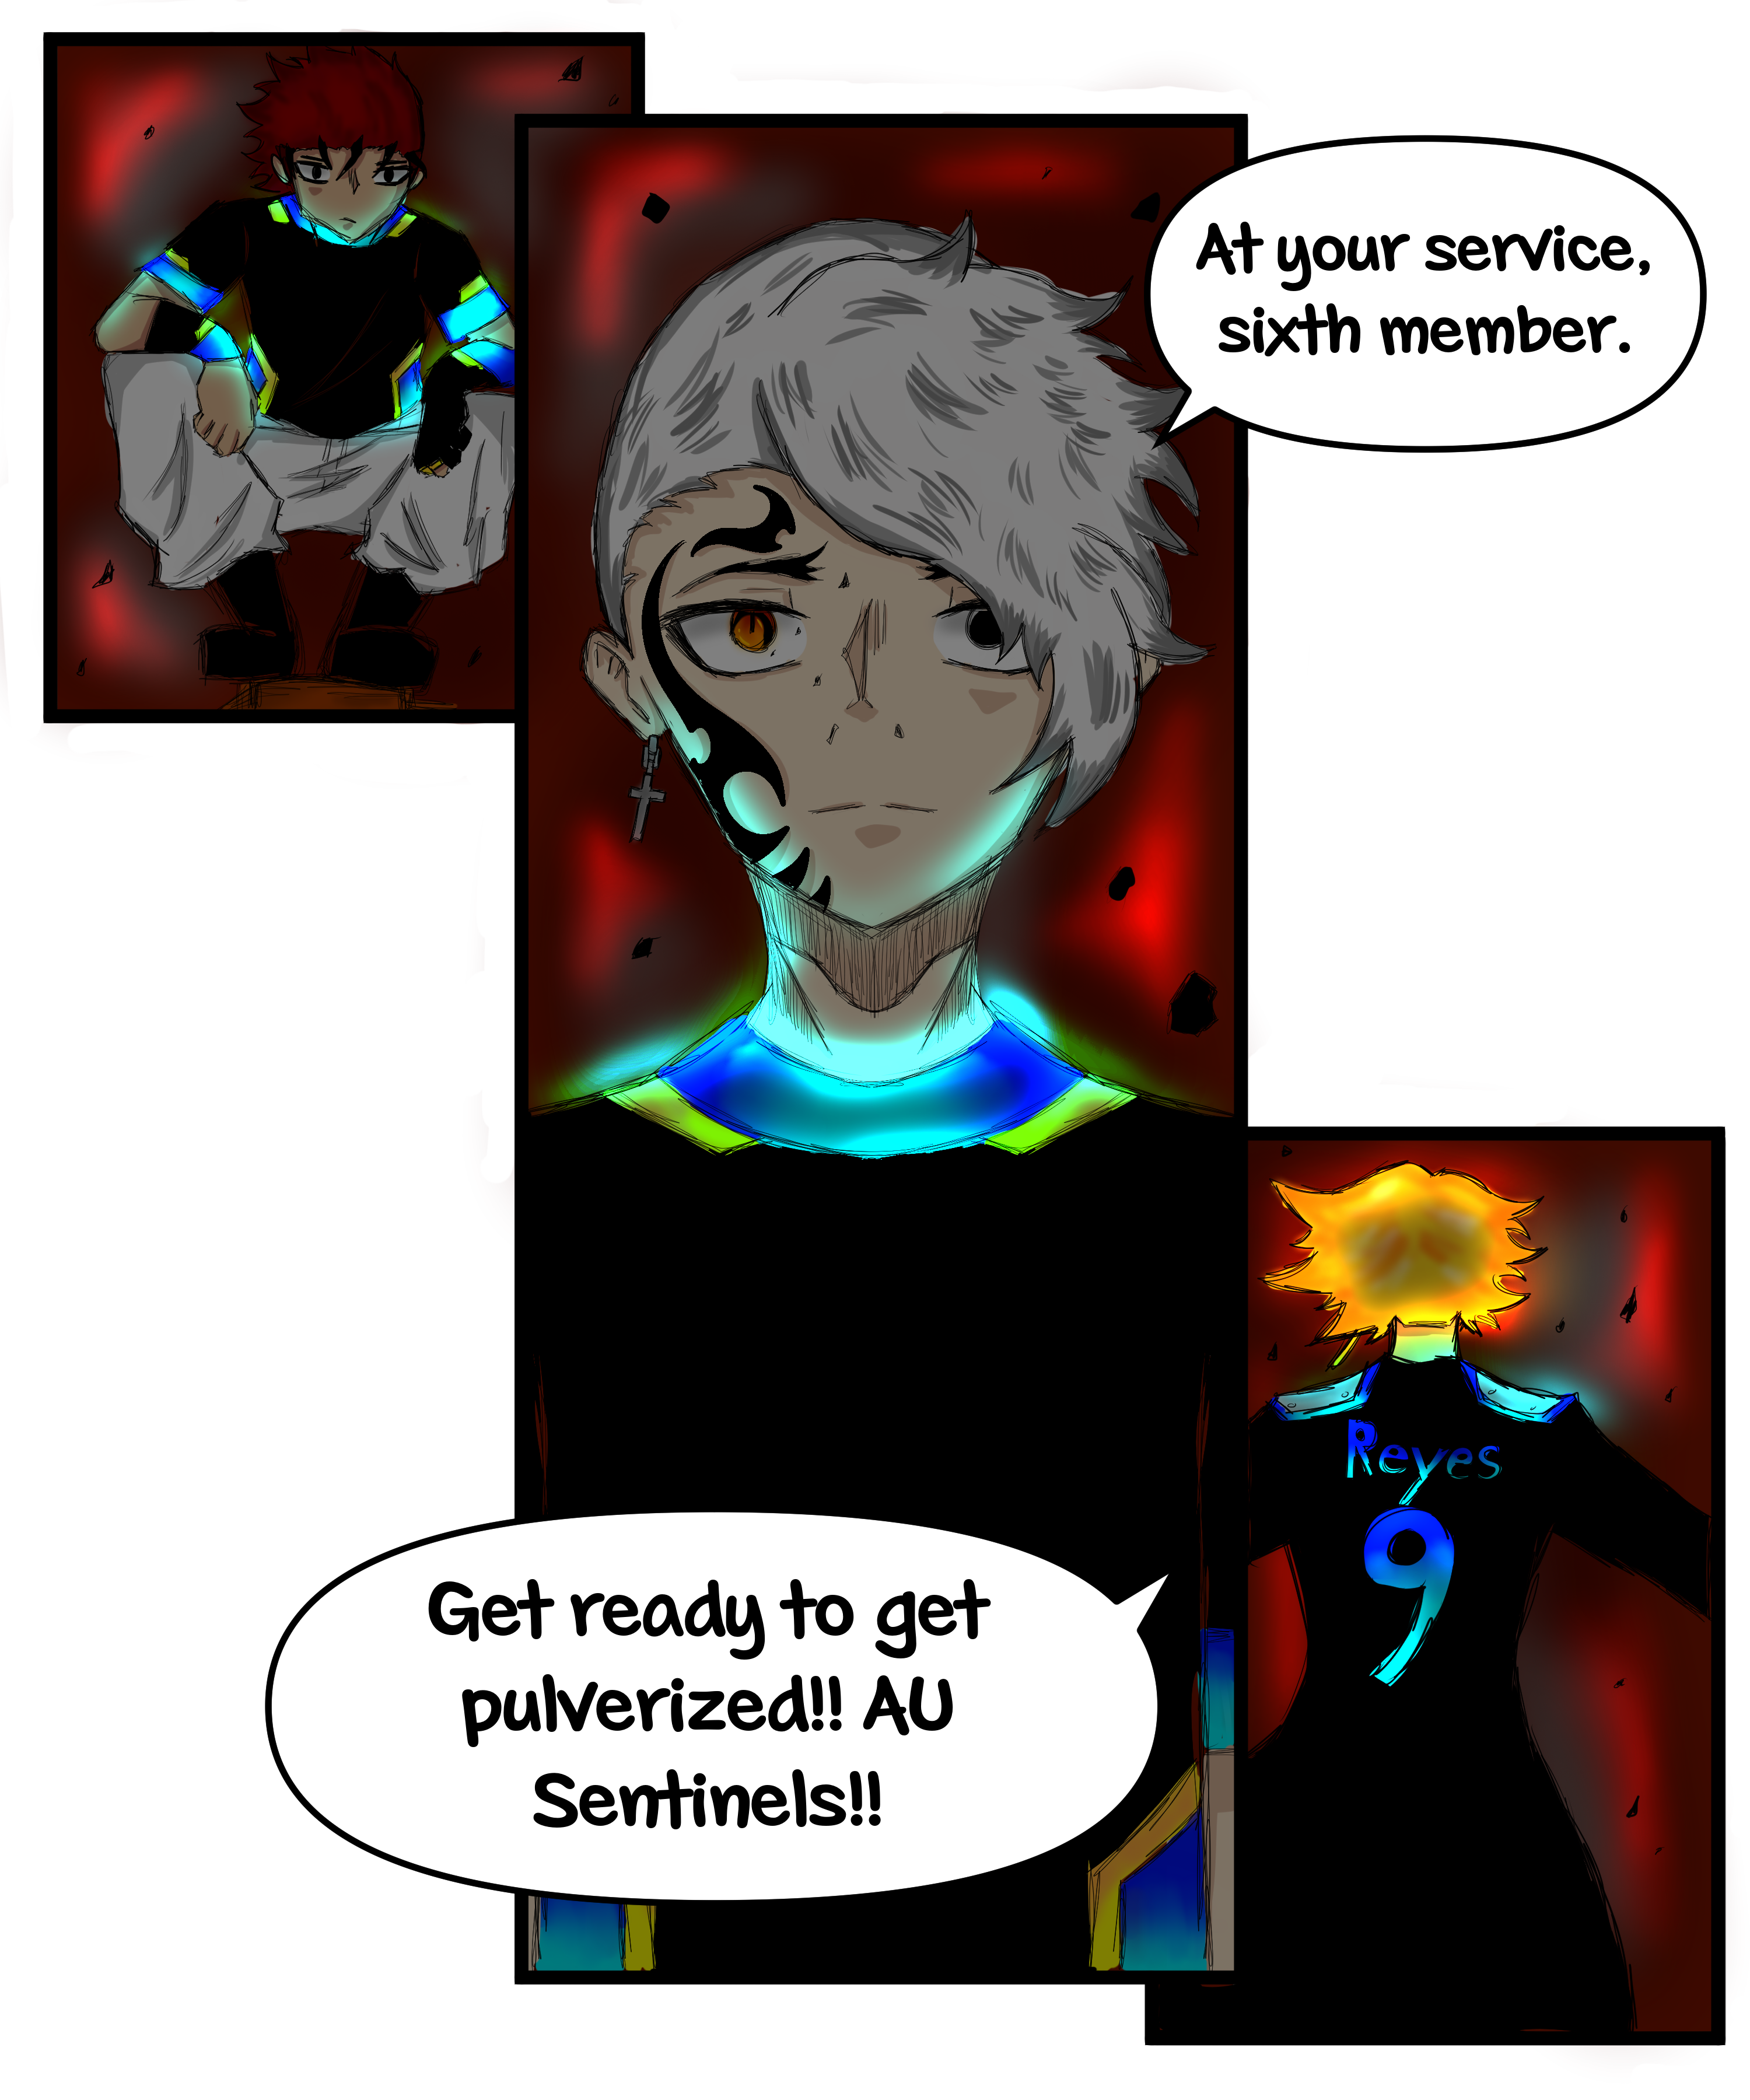 At your service,
sixth member.
Reyes
9
Get ready to get
pulverized!! AU
Sentinels!!